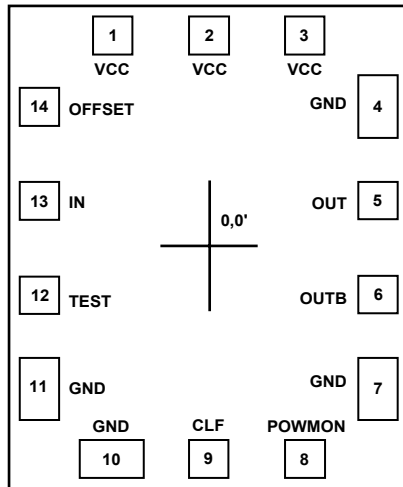 1 2 3
VCC VCC VCC
14 OFFSET GND 4
13 IN OUT 5
0,0'
12 TEST OUTB 6
11 GND GND 7
GND CLF POWMON
10 9 8